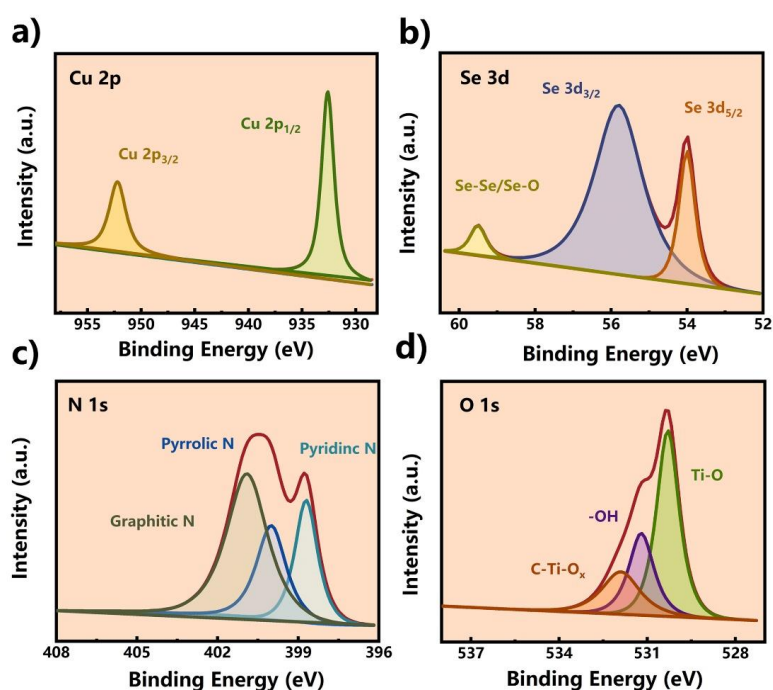 a)
Cu 2p
Cu 2p3/2
Cu 2p1/2
Intensity (a.u.)
955 950 945 940 935 930
Binding Energy (eV)
b)
Se 3d
Se 3d3/2
Se 3d5/2
Se-Se/Se-O
Intensity (a.u.)
60 58 56 54 52
Binding Energy (eV)
c)
N 1s
Pyrrolic N
Pyridinc N
Graphitic N
Intensity (a.u.)
408 405 402 399 396
Binding Energy (eV)
d)
O 1s
Ti-O
-OH
C-Ti-Ox
Intensity (a.u.)
537 534 531 528
Binding Energy (eV)